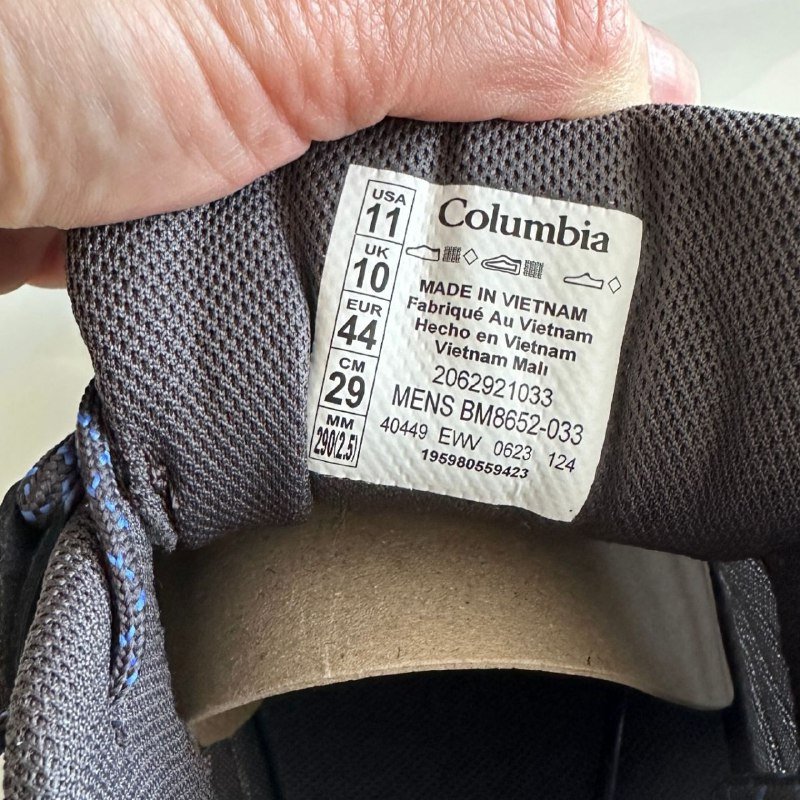 USA
11
UK
10
EUR
44
CM
29
MM
290(2.5)
Columbia
MADE IN VIETNAM
Fabriqué Au Vietnam
Hecho en Vietnam
Vietnam Malı
2062921033
MENS BM8652-033
40449 EWV 0623 124
195980559423